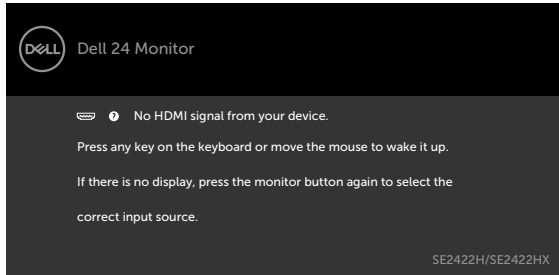 DELL Dell 24 Monitor
? No HDMI signal from your device.
Press any key on the keyboard or move the mouse to wake it up.
If there is no display, press the monitor button again to select the
correct input source.
SE2422H/SE2422HX